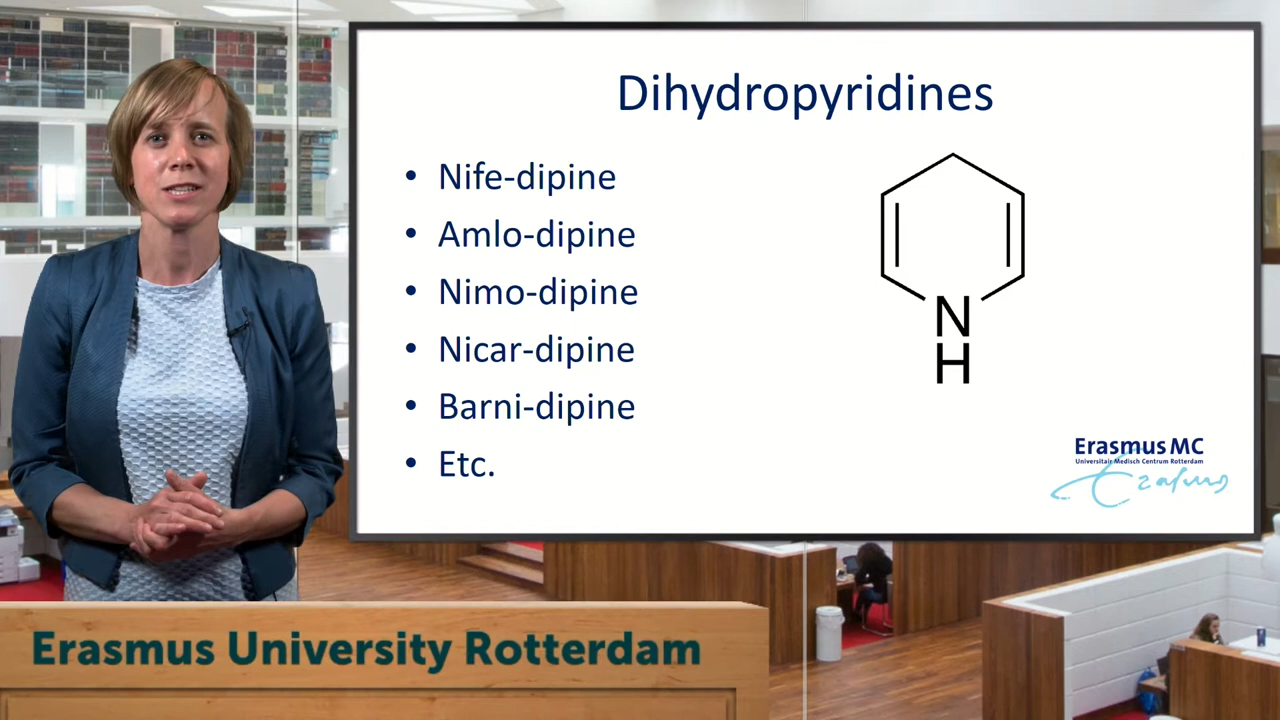 Dihydropyridines
• Nife-dipine
• Amlo-dipine
• Nimo-dipine
• Nicar-dipine
• Barni-dipine
• Etc.
N
H
Erasmus MC
Universitair Medisch Centrum Rotterdam
Erasmus
Erasmus University Rotterdam